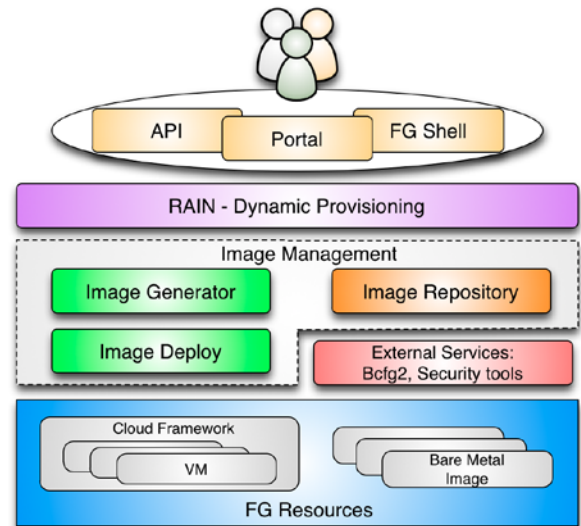 API
Portal
FG Shell
RAIN - Dynamic Provisioning
Image Management
Image Generator
Image Repository
Image Deploy
External Services:
Bcfg2, Security tools
Cloud Framework
VM
Bare Metal
Image
FG Resources